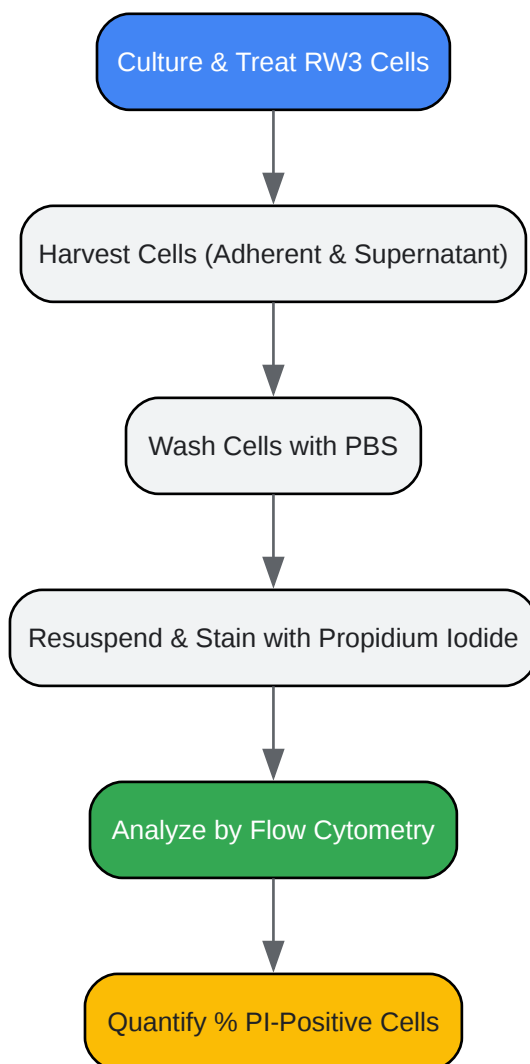 Culture & Treat RW3 Cells
Harvest Cells (Adherent & Supernatant)
Wash Cells with PBS
Resuspend & Stain with Propidium Iodide
Analyze by Flow Cytometry
Quantify % PI-Positive Cells